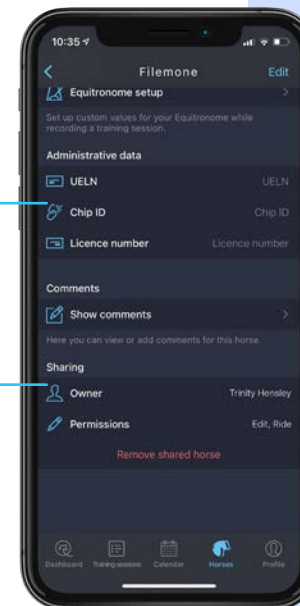 10:35
Filemone
Edit
Equitronome setup
Set up custom values for your Equitronome while
recording a training session.
Administrative data
UELN
UELN
Chip ID
Chip ID
Licence number
Licence number
Comments
Show comments
Here you can view or add comments for this horse.
Sharing
Owner
Trinity Hensley
Permissions
Edit, Ride
Remove shared horse
Dashboard
Training sessions
Calendar
Horses
Profile